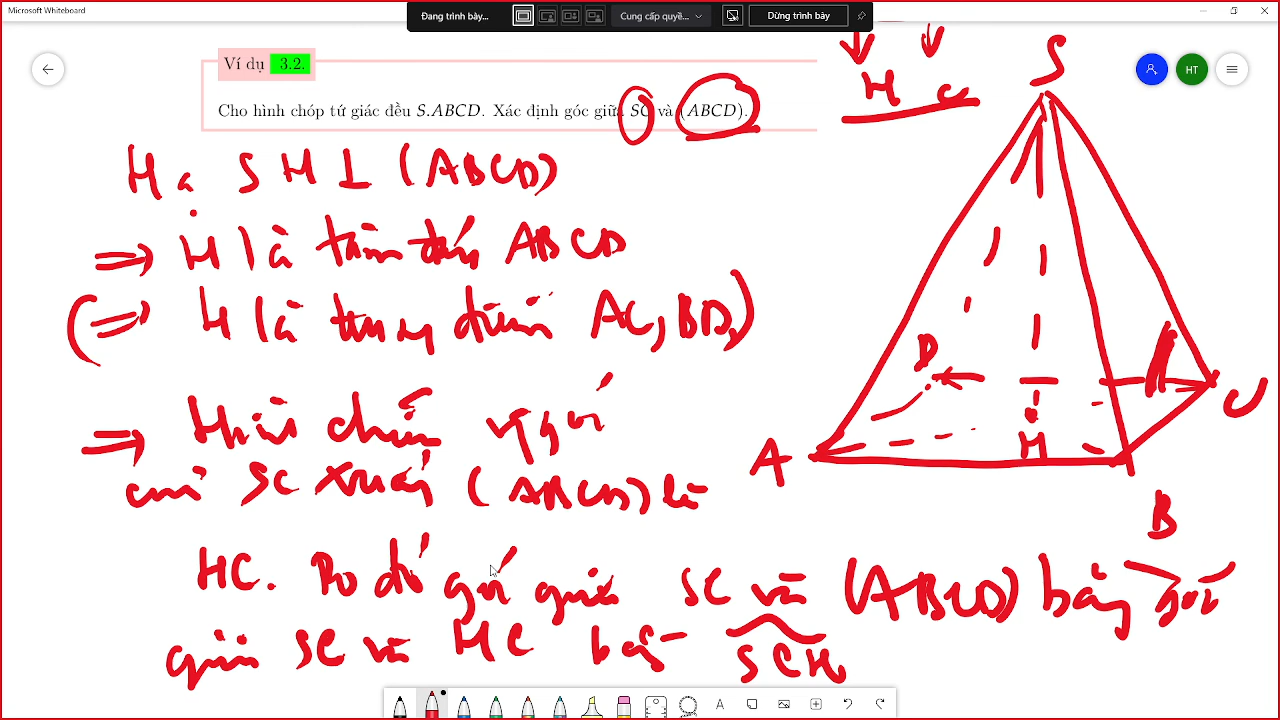 Microsoft Whiteboard
Đang trình bày...
Cung cấp quyề...
Dừng trình bày
HT
Ví dụ 3.2.
Cho hình chóp tứ giác đều S.ABCD. Xác định góc giữa SC và (ABCD).
Hạ SH ⊥ (ABCD)
⇒ H là tâm đáy ABCD
(⇒ H là trung điểm AC, BD)
⇒ Hình chiếu vuông góc
của SC xuống (ABCD) là
HC. Do đó góc giữa SC và (ABCD) bằng góc
giữa SC và HC bằng SCH
H C
S
D
C
A
H
B